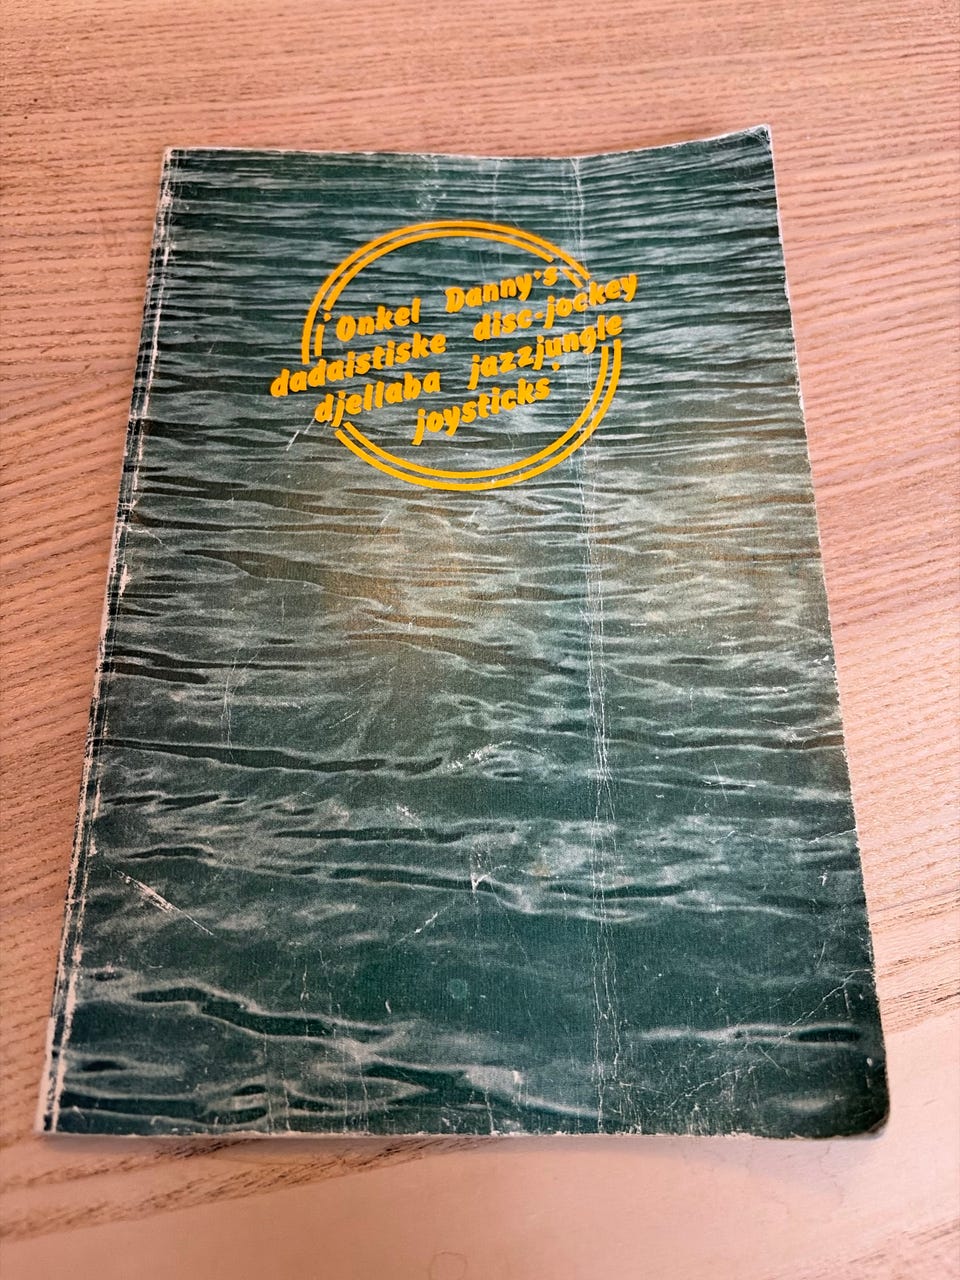 i Onkel Danny's
dadaistiske disc-jockey
djellaba jazzjungle
joysticks